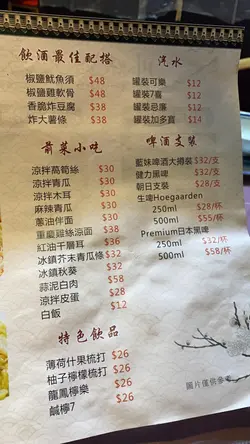 飲酒最佳配搭
椒鹽魷魚須 $48
椒鹽雞軟骨 $48
香脆炸豆腐 $38
炸大薯條 $38
前菜小吃
涼拌萵筍絲 $30
涼拌青瓜 $30
涼拌木耳 $30
麻辣青瓜 $30
蔥油伴面 $30
重慶雞絲涼面 $38
紅油千層耳 $36
冰鎮芥末青瓜條 $32
冰鎮秋葵 $32
蒜泥白肉 $58
涼拌皮蛋 $28
白飯 $12
特色飲品
薄荷什果梳打 $26
柚子檸檬梳打 $26
龍鳳檸樂 $26
鹹檸7 $26
汽水
罐裝可樂 $12
罐裝7喜 $12
罐裝忌廉 $12
罐裝加多寶 $14
啤酒支裝
藍妹啤酒大樽裝 $32/支
健力黑啤 $32/支
朝日支裝 $28/支
生啤Hoegaarden
250ml $28/杯
500ml $55/杯
Premium日本黑啤
250ml $32/杯
500ml $58/杯
圖片僅供參考